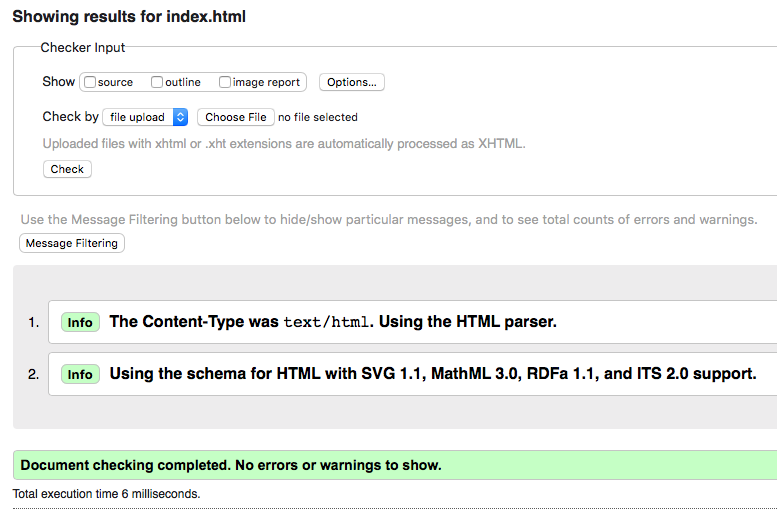 Showing results for index.html
Checker Input
Show source outline image report Options...
Check by file upload Choose File no file selected
Uploaded files with xhtml or .xht extensions are automatically processed as XHTML.
Check
Use the Message Filtering button below to hide/show particular messages, and to see total counts of errors and warnings.
Message Filtering
1. Info The Content-Type was text/html. Using the HTML parser.
2. Info Using the schema for HTML with SVG 1.1, MathML 3.0, RDFa 1.1, and ITS 2.0 support.
Document checking completed. No errors or warnings to show.
Total execution time 6 milliseconds.